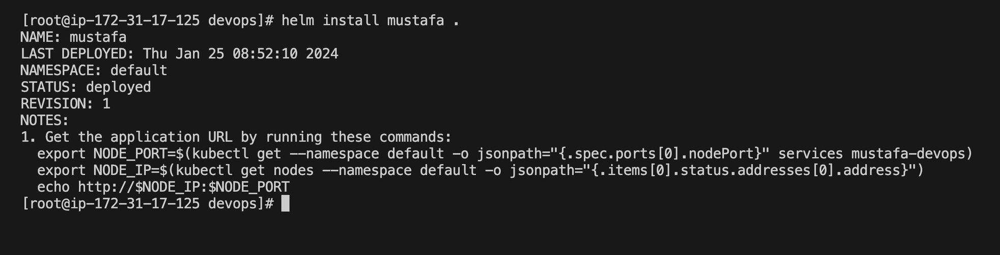 [root@ip-172-31-17-125 devops]# helm install mustafa .
NAME: mustafa
LAST DEPLOYED: Thu Jan 25 08:52:10 2024
NAMESPACE: default
STATUS: deployed
REVISION: 1
NOTES:
1. Get the application URL by running these commands:
  export NODE_PORT=$(kubectl get --namespace default -o jsonpath="{.spec.ports[0].nodePort}" services mustafa-devops)
  export NODE_IP=$(kubectl get nodes --namespace default -o jsonpath="{.items[0].status.addresses[0].address}")
  echo http://$NODE_IP:$NODE_PORT
[root@ip-172-31-17-125 devops]#